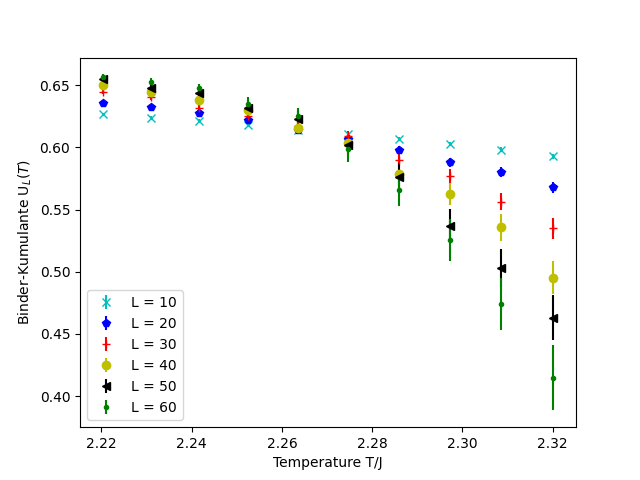 0.65
0.60
0.55
0.50
0.45
0.40
Binder-Kumulante U_L(T)
L = 10
L = 20
L = 30
L = 40
L = 50
L = 60
2.22 2.24 2.26 2.28 2.30 2.32
Temperature T/J